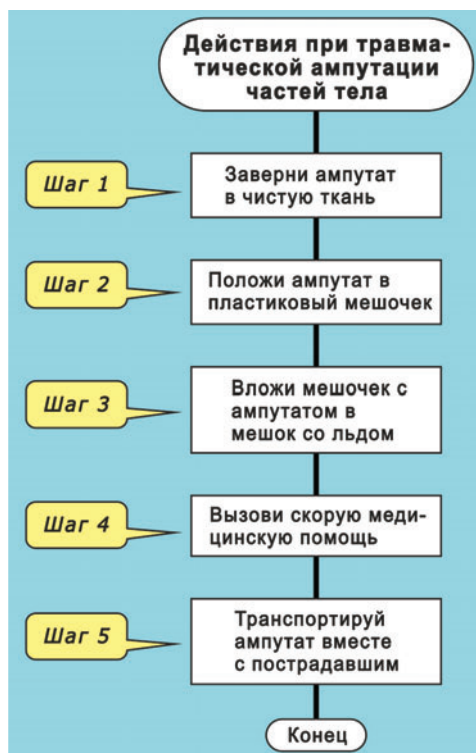 Действия при травма-
тической ампутации
частей тела
Шаг 1
Заверни ампутат
в чистую ткань
Шаг 2
Положи ампутат в
пластиковый мешочек
Шаг 3
Вложи мешочек с
ампутатом в
мешок со льдом
Шаг 4
Вызови скорую меди-
цинскую помощь
Шаг 5
Транспортируй
ампутат вместе
с пострадавшим
Конец